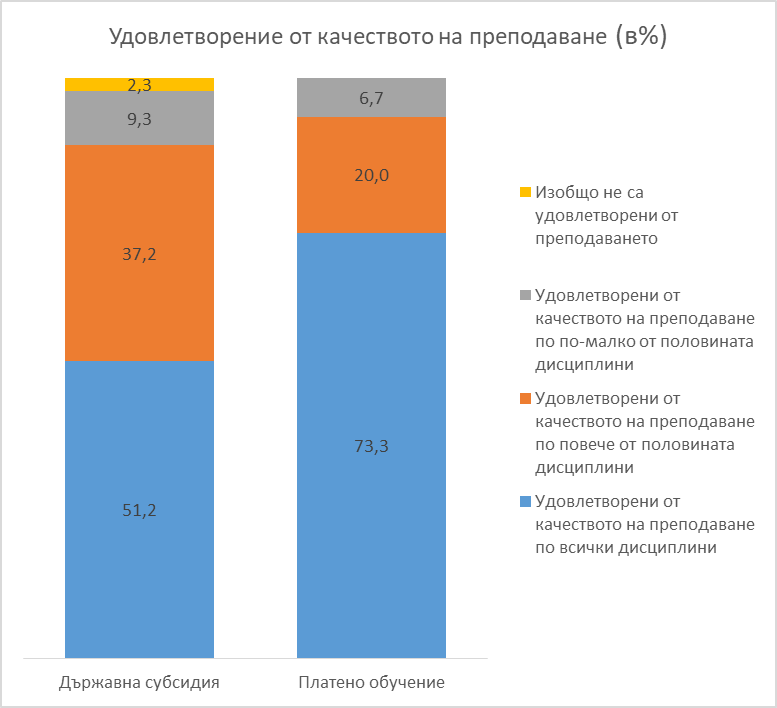 Удовлетворение от качеството на преподаване (в%)
2,3
9,3
37,2
51,2
6,7
20,0
73,3
Държавна субсидия
Платено обучение
Изобщо не са
удовлетворени от
преподаването
Удовлетворени от
качеството на преподаване
по по-малко от половината
дисциплини
Удовлетворени от
качеството на преподаване
по повече от половината
дисциплини
Удовлетворени от
качеството на преподаване
по всички дисциплини